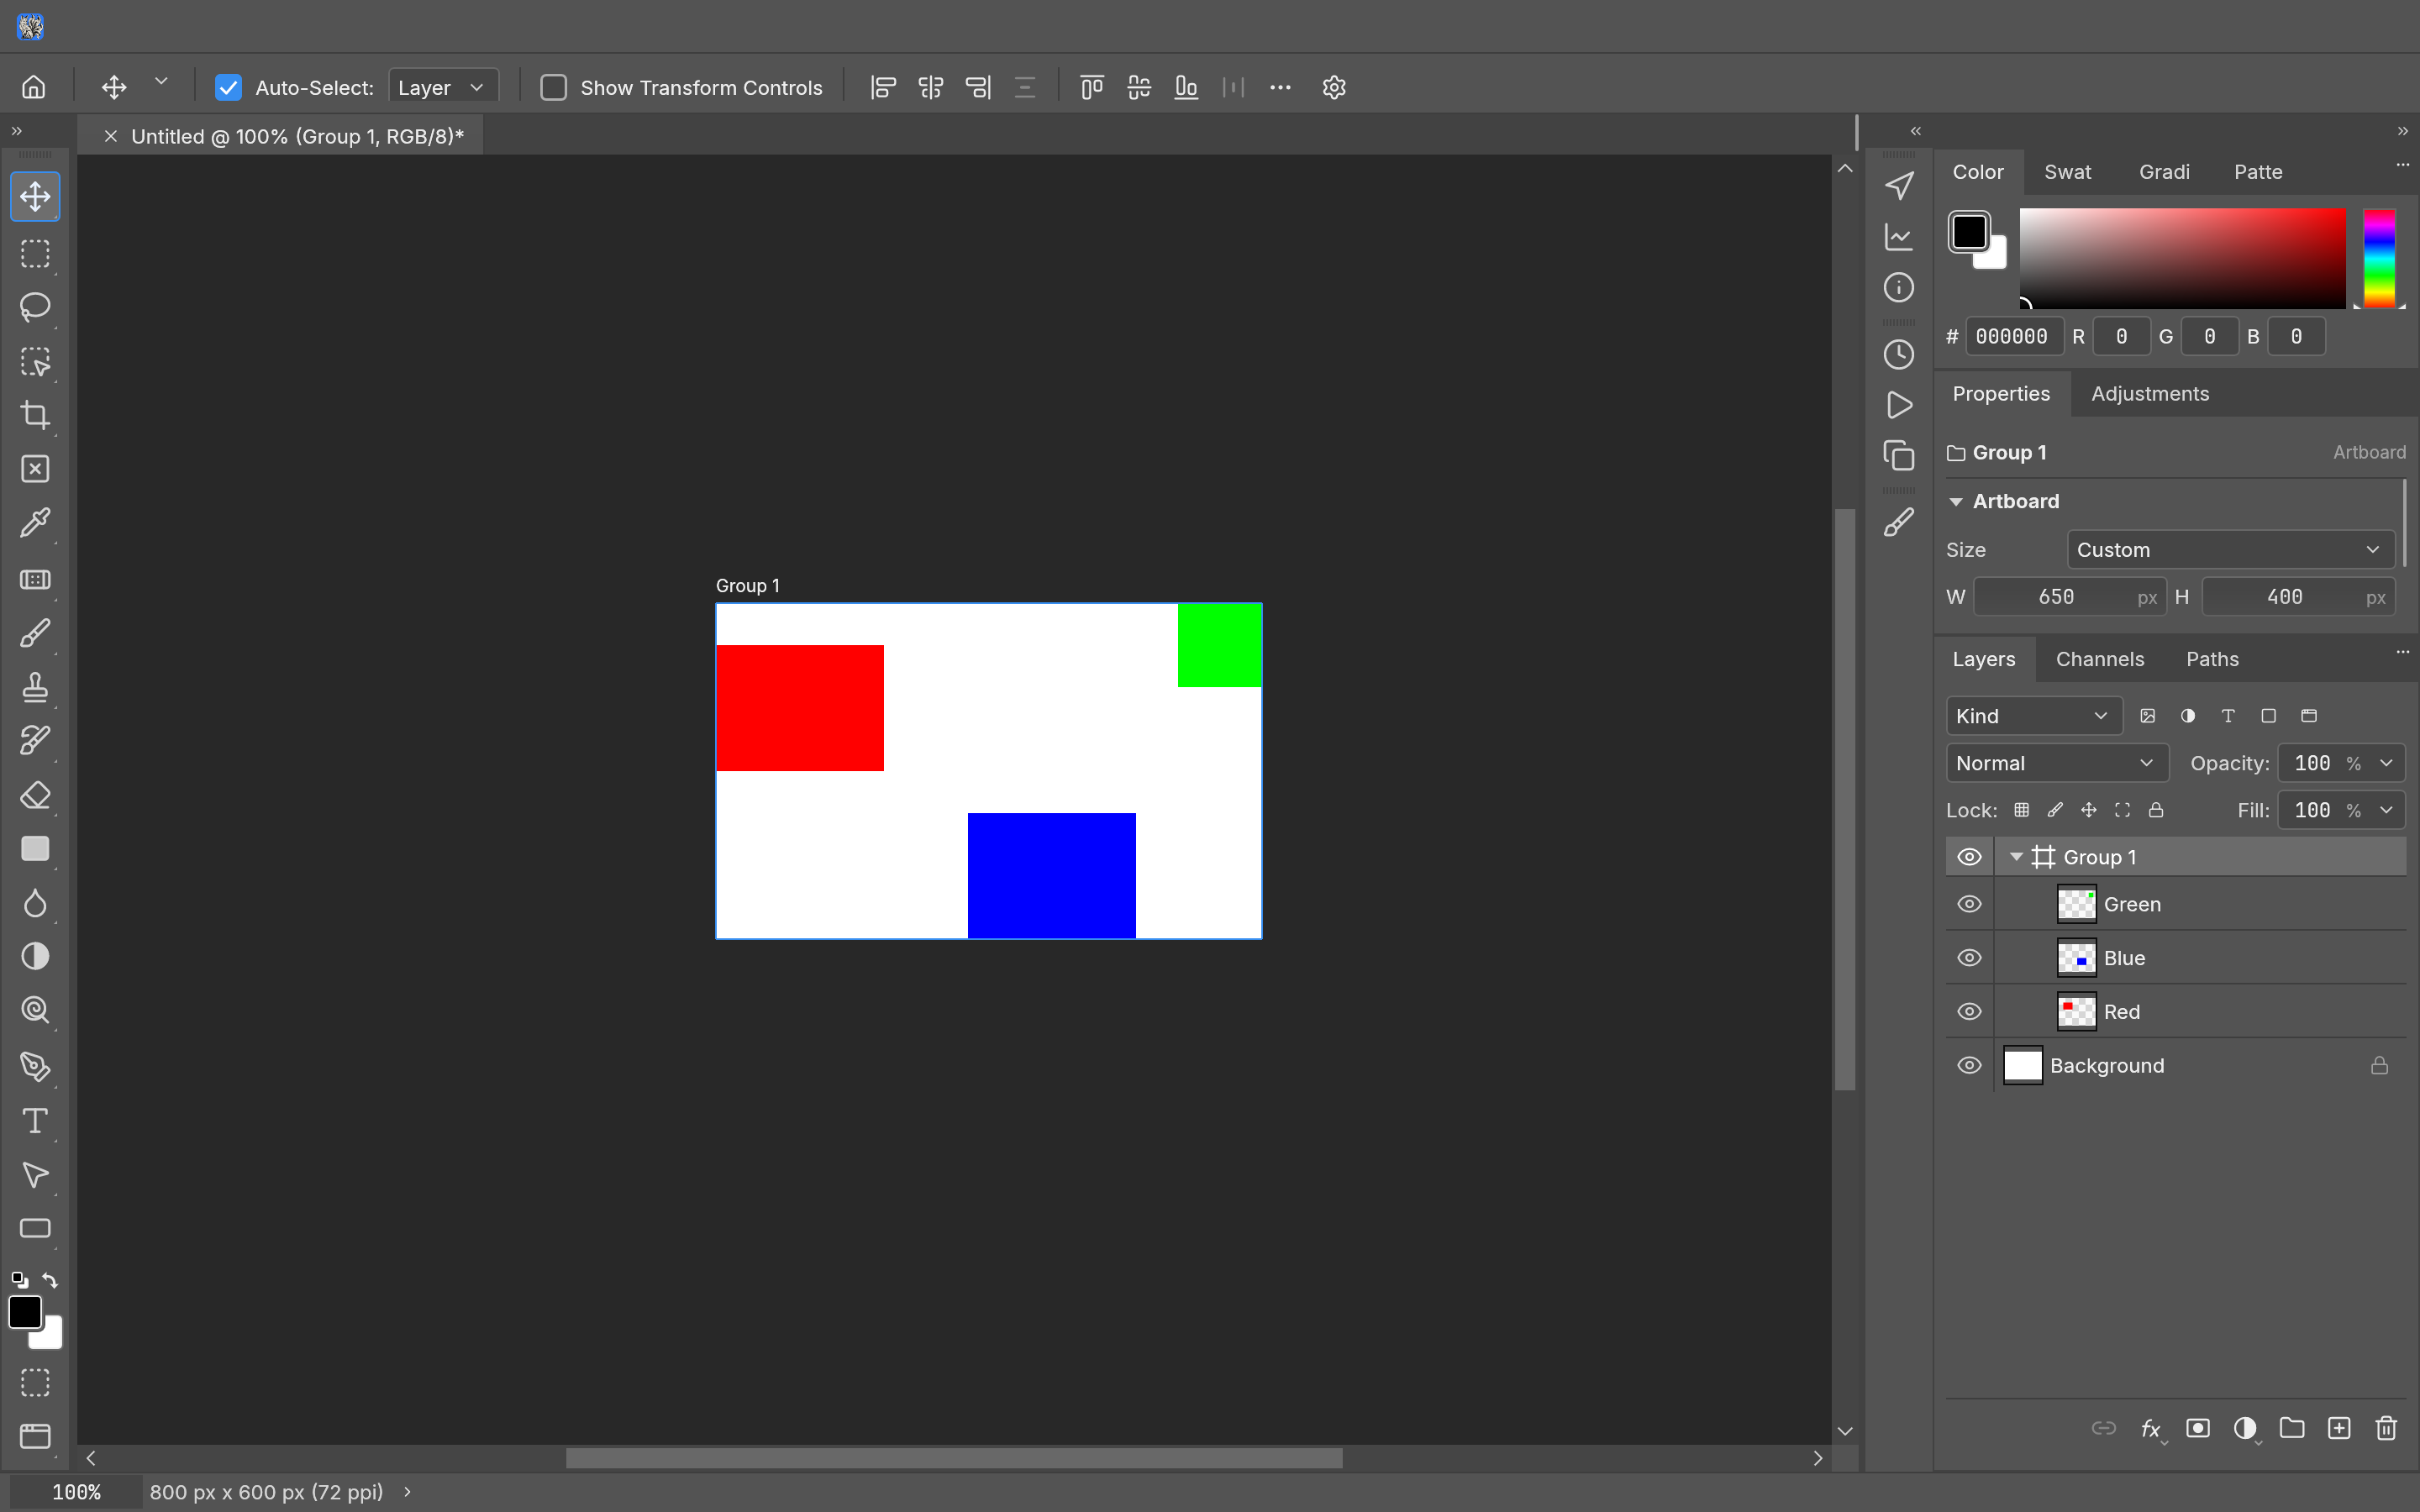 Auto-Select: Layer Show Transform Controls
Untitled @ 100% (Group 1, RGB/8)*
Color Swat Gradi Patte
# 000000 R 0 G 0 B 0
Properties Adjustments
Group 1 Artboard
Artboard
Size Custom
W 650 px H 400 px
Group 1
Layers Channels Paths
Kind
Normal Opacity: 100 %
Lock: Fill: 100 %
Group 1
Green
Blue
Red
Background
100% 800 px x 600 px (72 ppi)